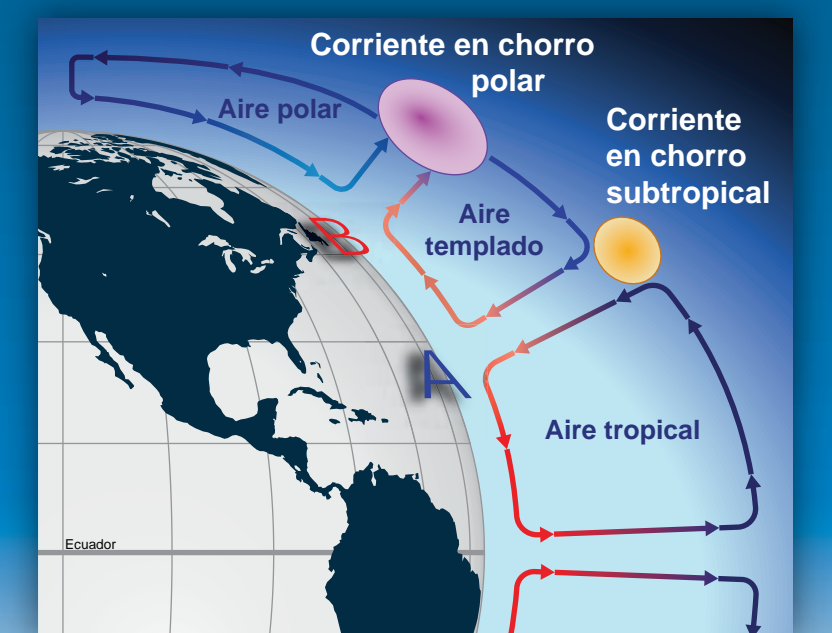 Corriente en chorro
polar
Aire polar
Corriente
en chorro
subtropical
Aire
templado
B
A
Aire tropical
Ecuador